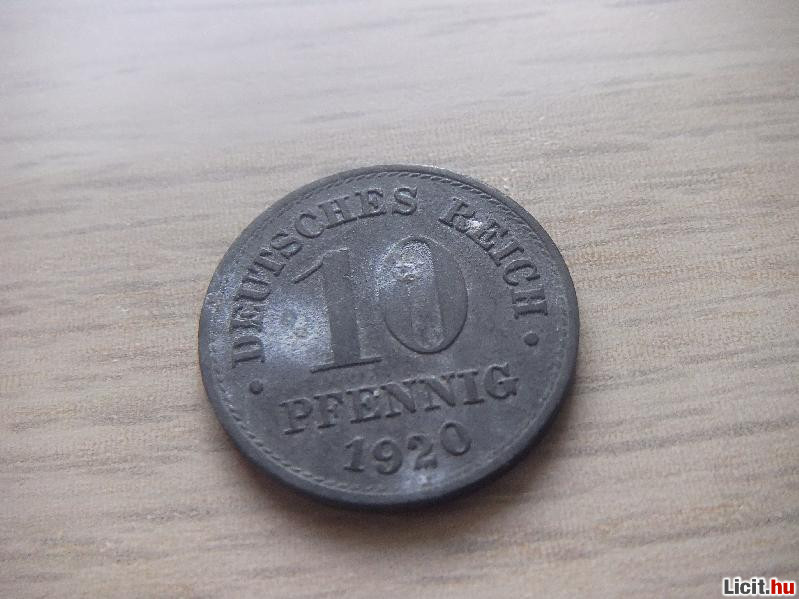 • DEUTSCHES REICH •
10
PFENNIG
1920
Licit.hu